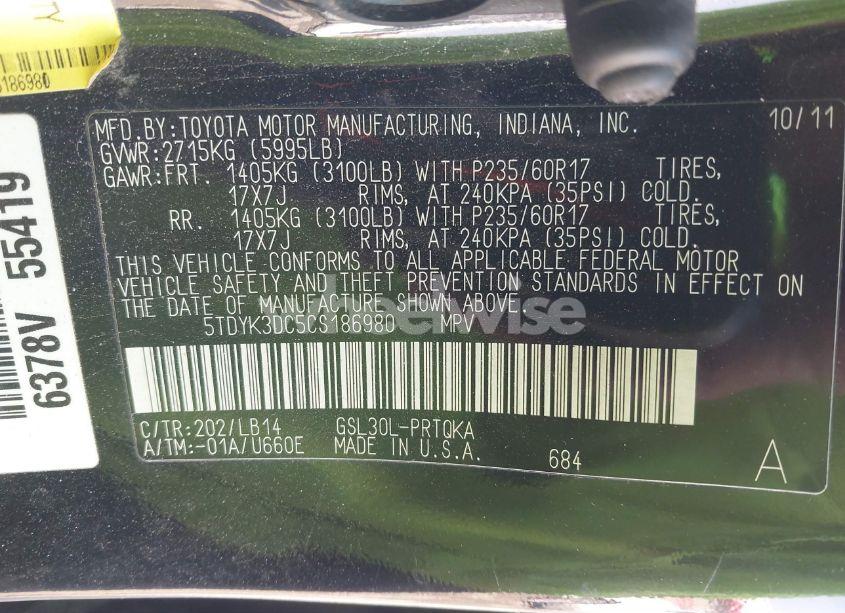 186980
6378V 55419
MFD.BY:TOYOTA MOTOR MANUFACTURING, INDIANA, INC. 10/11
GVWR:2715KG (5995LB)
GAWR:FRT. 1405KG (3100LB) WITH P235/60R17 TIRES,
17X7J RIMS, AT 240KPA (35PSI) COLD.
RR. 1405KG (3100LB) WITH P235/60R17 TIRES,
17X7J RIMS, AT 240KPA (35PSI) COLD.
THIS VEHICLE CONFORMS TO ALL APPLICABLE FEDERAL MOTOR
VEHICLE SAFETY AND THEFT PREVENTION STANDARDS IN EFFECT ON
THE DATE OF MANUFACTURE SHOWN ABOVE.
5TDYK3DC5CS186980 MPV
C/TR:202/LB14 GSL30L-PRTQKA
A/TM:-01A/U660E MADE IN U.S.A.
684 A